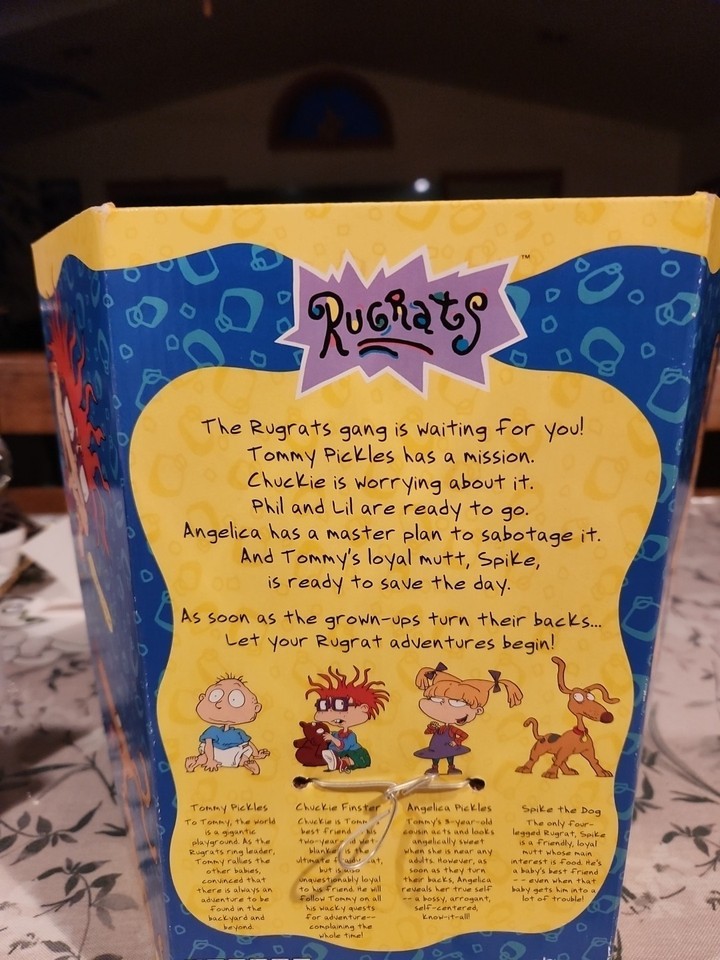 RUGRATS™
The Rugrats gang is waiting for you!
Tommy Pickles has a mission.
Chuckie is worrying about it.
Phil and Lil are ready to go.
Angelica has a master plan to sabotage it.
And Tommy's loyal mutt, Spike,
is ready to save the day.
As soon as the grown-ups turn their backs...
Let your Rugrat adventures begin!
Tommy Pickles
To Tommy, the world
is a gigantic
playground. As the
Rugrats ring leader,
Tommy rallies the
other babies,
convinced that
there is always an
adventure to be
found in the
backyard and
beyond.
Chuckie Finster
Chuckie is Tommy's
best friend
two-year-old
blanket is the
ultimate
but is also
unquestionably loyal
to his friend. He will
follow Tommy on all
his wacky quests
for adventure--
complaining the
whole time!
Angelica Pickles
Tommy's 3-year-old
cousin acts and looks
angelically sweet
when she is near any
adults. However, as
soon as they turn
their backs, Angelica
reveals her true self
-- a bossy, arrogant,
self-centered,
know-it-all!
Spike the Dog
The only four-
legged Rugrat, Spike
is a friendly, loyal
mutt whose main
interest is food. He's
a baby's best friend
-- even when that
baby gets him into a
lot of trouble!